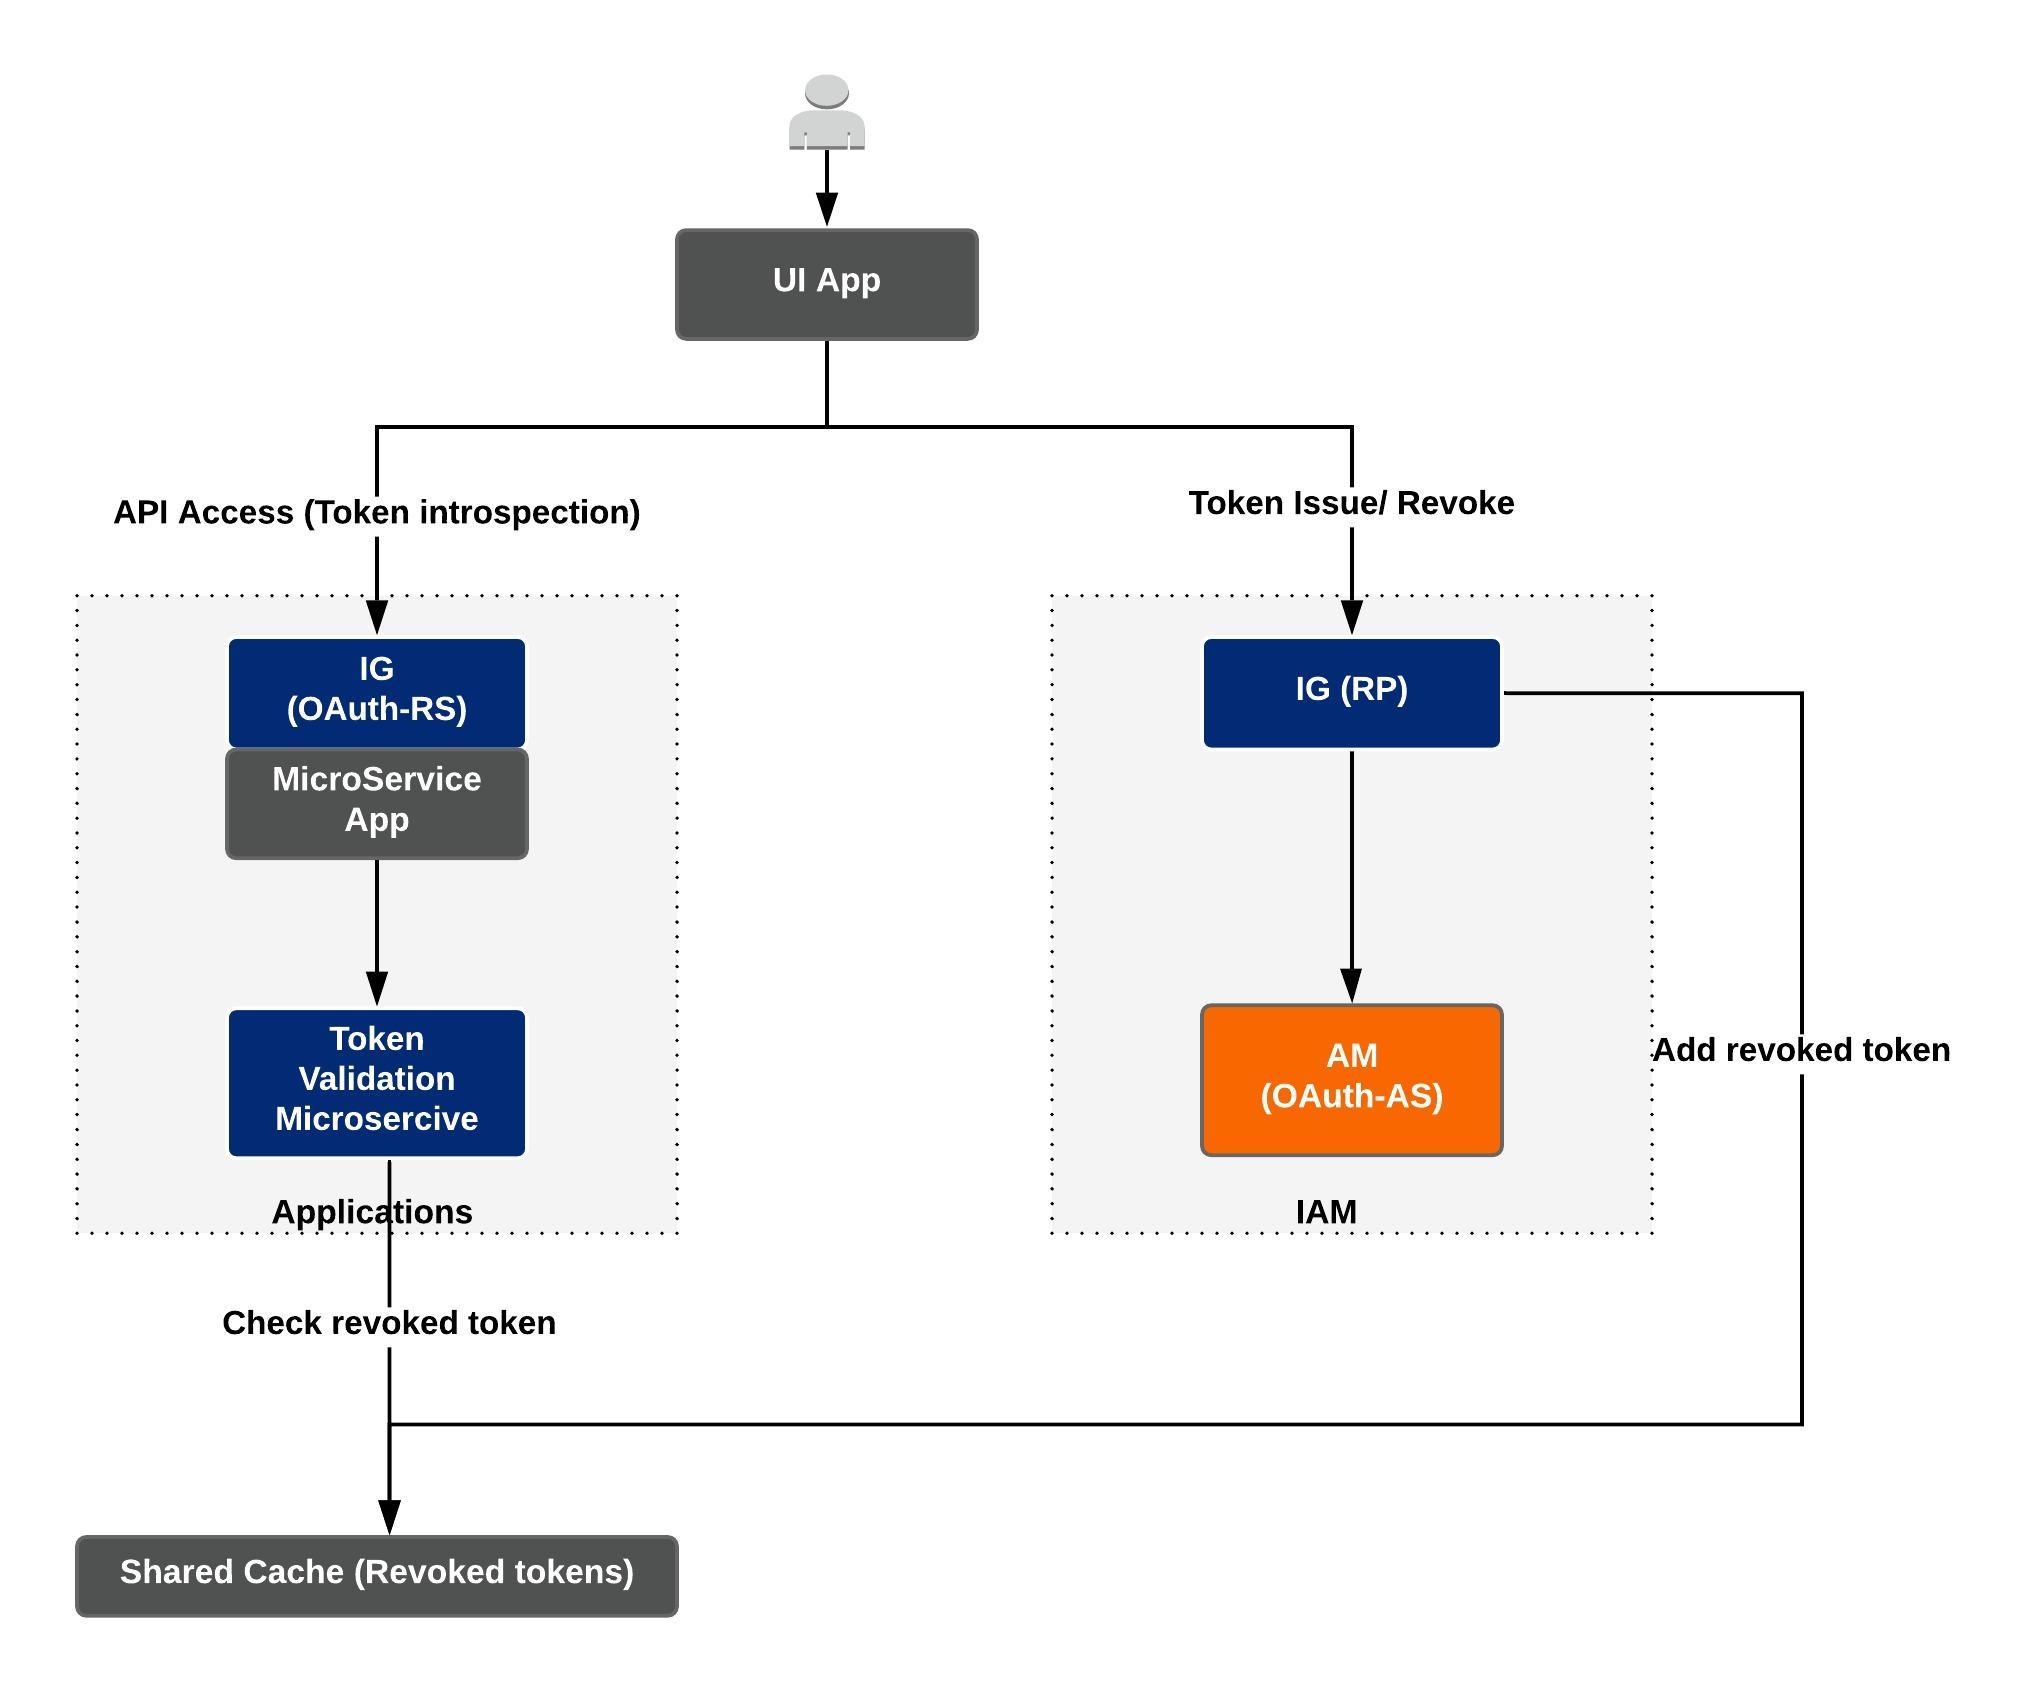 UI App
API Access (Token introspection)
Token Issue/ Revoke
IG
(OAuth-RS)
IG (RP)
MicroService
App
Token
Validation
Microsercive
AM
(OAuth-AS)
Add revoked token
Applications
IAM
Check revoked token
Shared Cache (Revoked tokens)